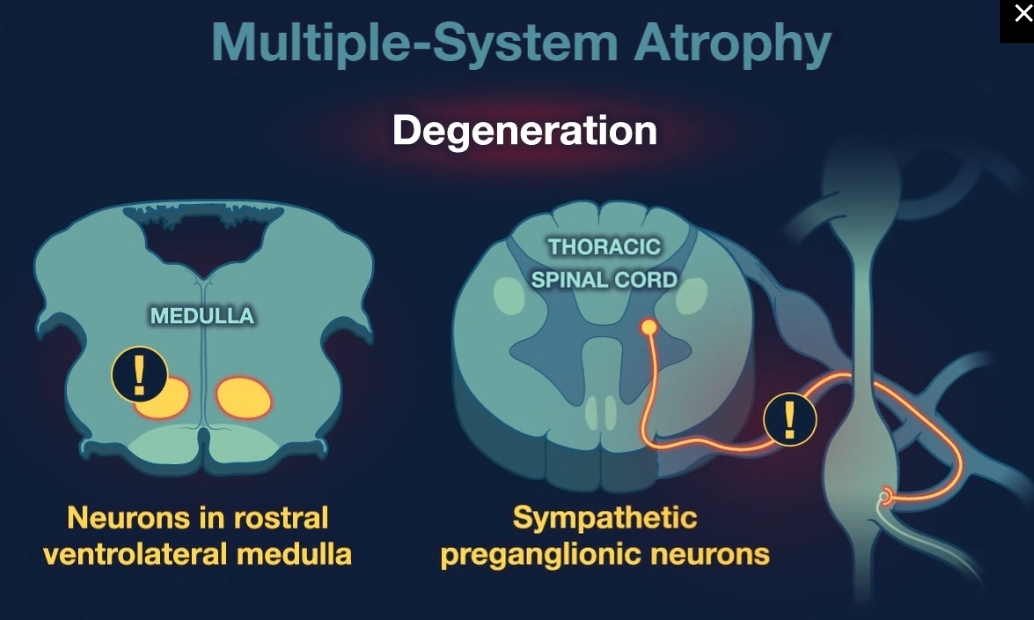 Multiple-System Atrophy
Degeneration
MEDULLA
THORACIC
SPINAL CORD
!
!
Neurons in rostral
ventrolateral medulla
Sympathetic
preganglionic neurons